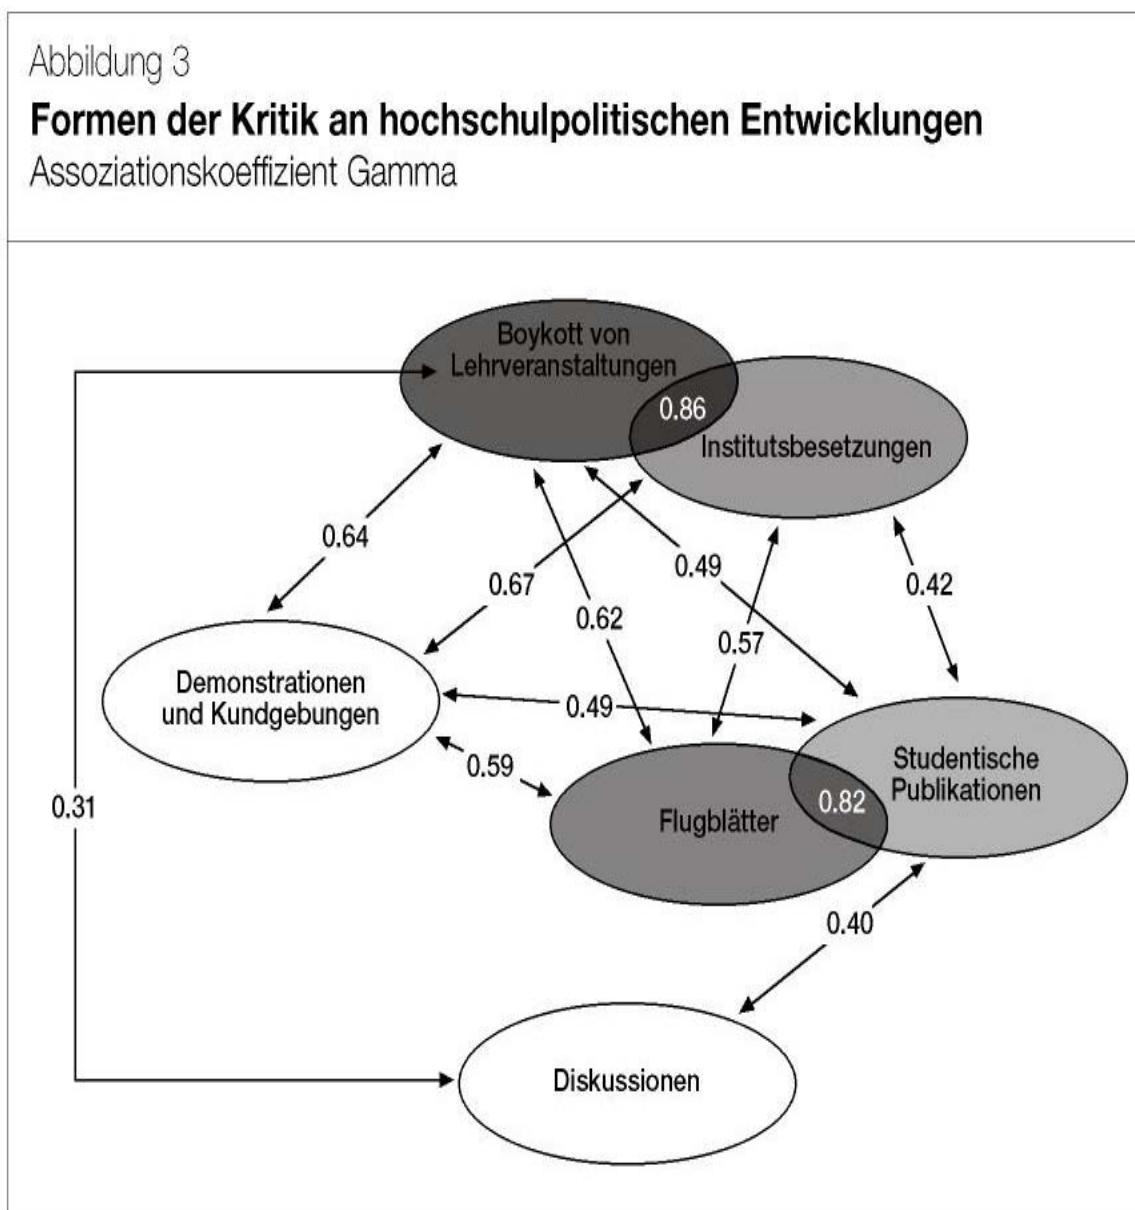 Abbildung 3
Formen der Kritik an hochschulpolitischen Entwicklungen
Assoziationskoeffizient Gamma
Boykott von
Lehrveranstaltungen
0.86
Institutsbesetzungen
0.64
0.67
0.62
0.49
0.57
0.42
Demonstrationen
und Kundgebungen
0.49
0.59
Studentische
Publikationen
0.82
Flugblätter
0.31
0.40
Diskussionen